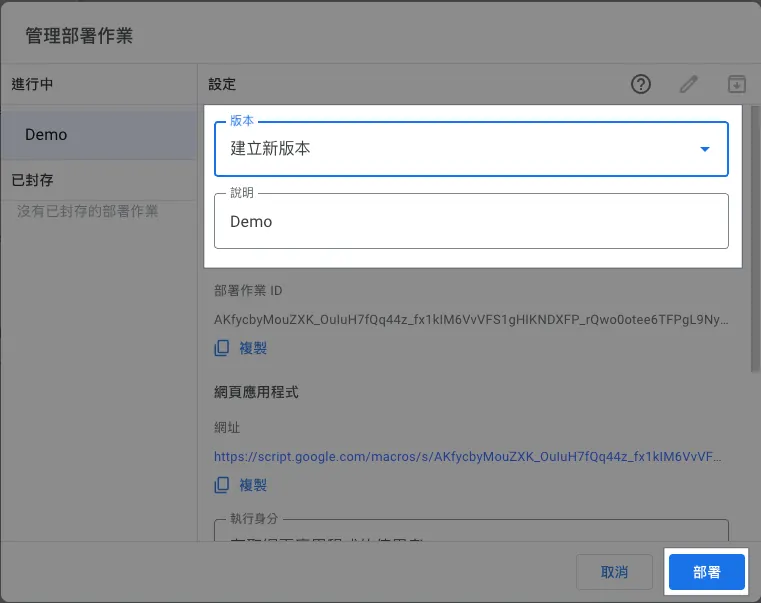 管理部署作業
進行中
設定
Demo
版本
建立新版本
已封存
說明
沒有已封存的部署作業
Demo
部署作業 ID
AKfycbyMouZXK_OuIuH7fQq44z_fx1kIM6VvVFS1gHIKNDXFP_rQwo0otee6TFPgL9Ny...
複製
網頁應用程式
網址
https://script.google.com/macros/s/AKfycbyMouZXK_OuIuH7fQq44z_fx1kIM6VvVF...
複製
執行身分
取消
部署